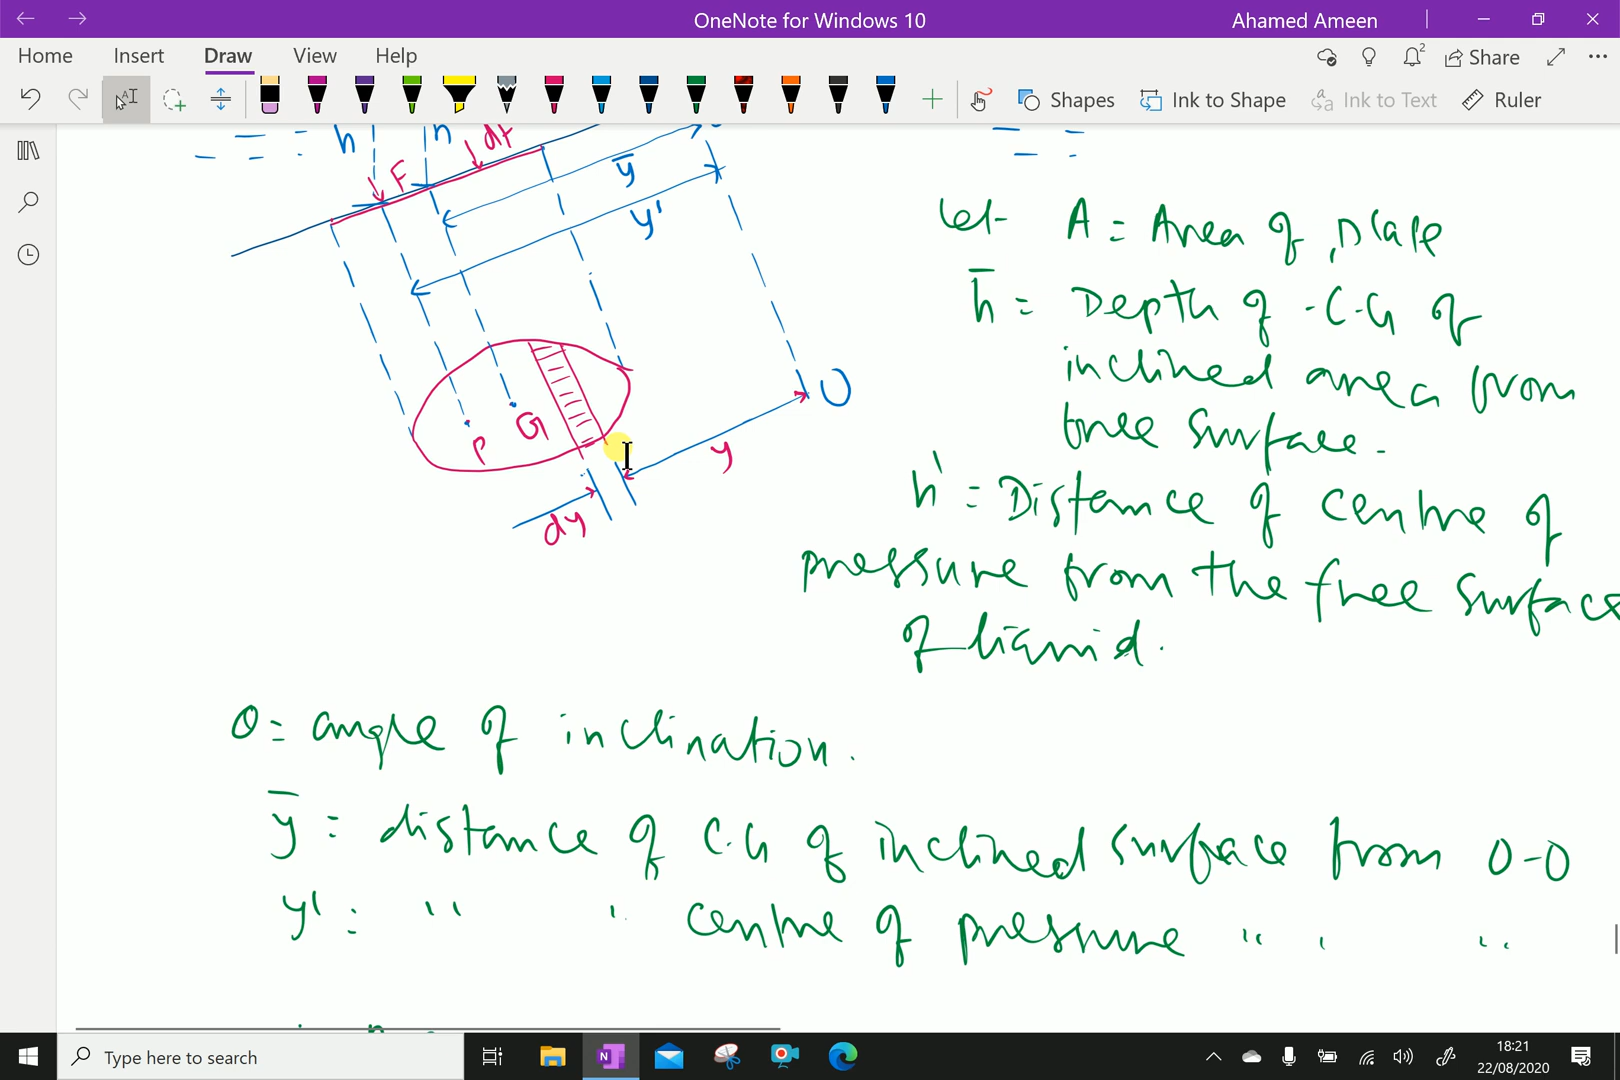 OneNote for Windows 10
Ahamed Ameen
Home Insert Draw View Help
2 Share
Shapes Ink to Shape Ink to Text Ruler
h h dF
F
y̅
y'
P G
O
y
dy
let A = Area of plate
h̅ = Depth of C.G of
inclined area from
free surface.
h' = Distance of centre of
pressure from the free surface
of liquid.
θ = angle of inclination.
y̅ = distance of C.G of inclined surface from O-O
y' = " " centre of pressure " " "
Type here to search
18:21
22/08/2020